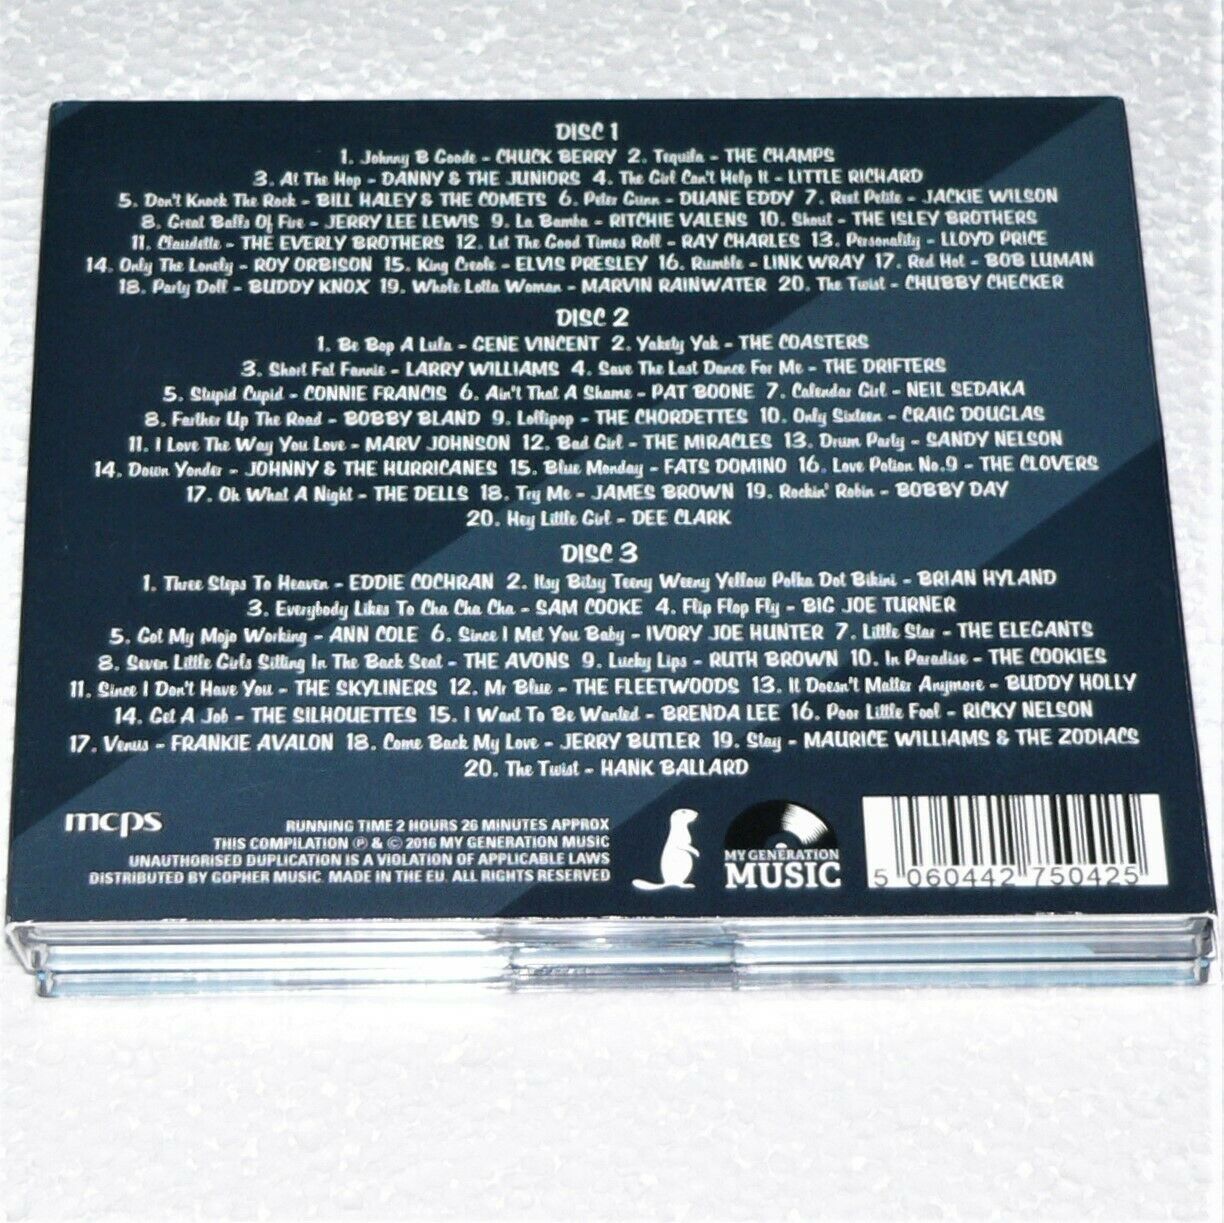 DISC 1
1. Johnny B Goode - CHUCK BERRY 2. Tequila - THE CHAMPS
3. At The Hop - DANNY & THE JUNIORS 4. The Girl Can't Help It - LITTLE RICHARD
5. Don't Knock The Rock - BILL HALEY & THE COMETS 6. Peter Gunn - DUANE EDDY 7. Reet Petite - JACKIE WILSON
8. Great Balls Of Fire - JERRY LEE LEWIS 9. La Bamba - RITCHIE VALENS 10. Shout - THE ISLEY BROTHERS
11. Claudette - THE EVERLY BROTHERS 12. Let The Good Times Roll - RAY CHARLES 13. Personality - LLOYD PRICE
14. Only The Lonely - ROY ORBISON 15. King Creole - ELVIS PRESLEY 16. Rumble - LINK WRAY 17. Red Hot - BOB LUMAN
18. Party Doll - BUDDY KNOX 19. Whole Lotta Woman - MARVIN RAINWATER 20. The Twist - CHUBBY CHECKER
DISC 2
1. Be Bop A Lula - GENE VINCENT 2. Yakety Yak - THE COASTERS
3. Short Fat Fannie - LARRY WILLIAMS 4. Save The Last Dance For Me - THE DRIFTERS
5. Stupid Cupid - CONNIE FRANCIS 6. Ain't That A Shame - PAT BOONE 7. Calendar Girl - NEIL SEDAKA
8. Farther Up The Road - BOBBY BLAND 9. Lollipop - THE CHORDETTES 10. Only Sixteen - CRAIG DOUGLAS
11. I Love The Way You Love - MARV JOHNSON 12. Bad Girl - THE MIRACLES 13. Drum Party - SANDY NELSON
14. Down Yonder - JOHNNY & THE HURRICANES 15. Blue Monday - FATS DOMINO 16. Love Potion No.9 - THE CLOVERS
17. Oh What A Night - THE DELLS 18. Try Me - JAMES BROWN 19. Rockin' Robin - BOBBY DAY
20. Hey Little Girl - DEE CLARK
DISC 3
1. Three Steps To Heaven - EDDIE COCHRAN 2. Itsy Bitsy Teeny Weeny Yellow Polka Dot Bikini - BRIAN HYLAND
3. Everybody Likes To Cha Cha Cha - SAM COOKE 4. Flip Flop Fly - BIG JOE TURNER
5. Got My Mojo Working - ANN COLE 6. Since I Met You Baby - IVORY JOE HUNTER 7. Little Star - THE ELEGANTS
8. Seven Little Girls Sitting In The Back Seat - THE AVONS 9. Lucky Lips - RUTH BROWN 10. In Paradise - THE COOKIES
11. Since I Don't Have You - THE SKYLINERS 12. Mr Blue - THE FLEETWOODS 13. It Doesn't Matter Anymore - BUDDY HOLLY
14. Get A Job - THE SILHOUETTES 15. I Want To Be Wanted - BRENDA LEE 16. Poor Little Fool - RICKY NELSON
17. Venus - FRANKIE AVALON 18. Come Back My Love - JERRY BUTLER 19. Stay - MAURICE WILLIAMS & THE ZODIACS
20. The Twist - HANK BALLARD
mcps
RUNNING TIME 2 HOURS 26 MINUTES APPROX
THIS COMPILATION ℗ & © 2016 MY GENERATION MUSIC
UNAUTHORISED DUPLICATION IS A VIOLATION OF APPLICABLE LAWS
DISTRIBUTED BY GOPHER MUSIC. MADE IN THE EU. ALL RIGHTS RESERVED
MY GENERATION
MUSIC
5 060442 750425